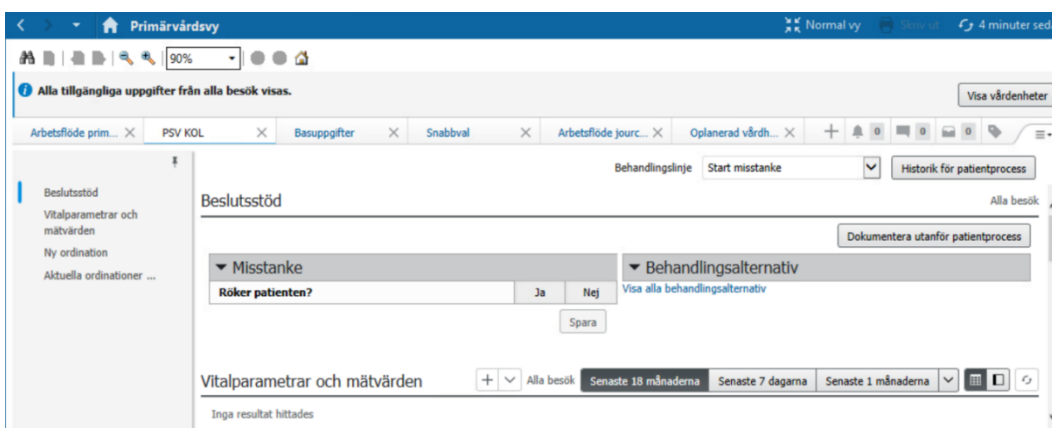 Primärvårdsvy
Normal vy
Skriv ut
4 minuter sed
90%
Alla tillgängliga uppgifter från alla besök visas.
Visa vårdenheter
Arbetsflöde prim...
PSV KOL
Basuppgifter
Snabbval
Arbetsflöde jourc...
Oplanerad vårdh...
0
0
0
Behandlingslinje
Start misstanke
Historik för patientprocess
Beslutsstöd
Vitalparametrar och
mätvärden
Ny ordination
Aktuella ordinationer ...
Beslutsstöd
Alla besök
Dokumentera utanför patientprocess
Misstanke
Röker patienten?
Ja
Nej
Spara
Behandlingsalternativ
Visa alla behandlingsalternativ
Vitalparametrar och mätvärden
Alla besök
Senaste 18 månaderna
Senaste 7 dagarna
Senaste 1 månaderna
Inga resultat hittades